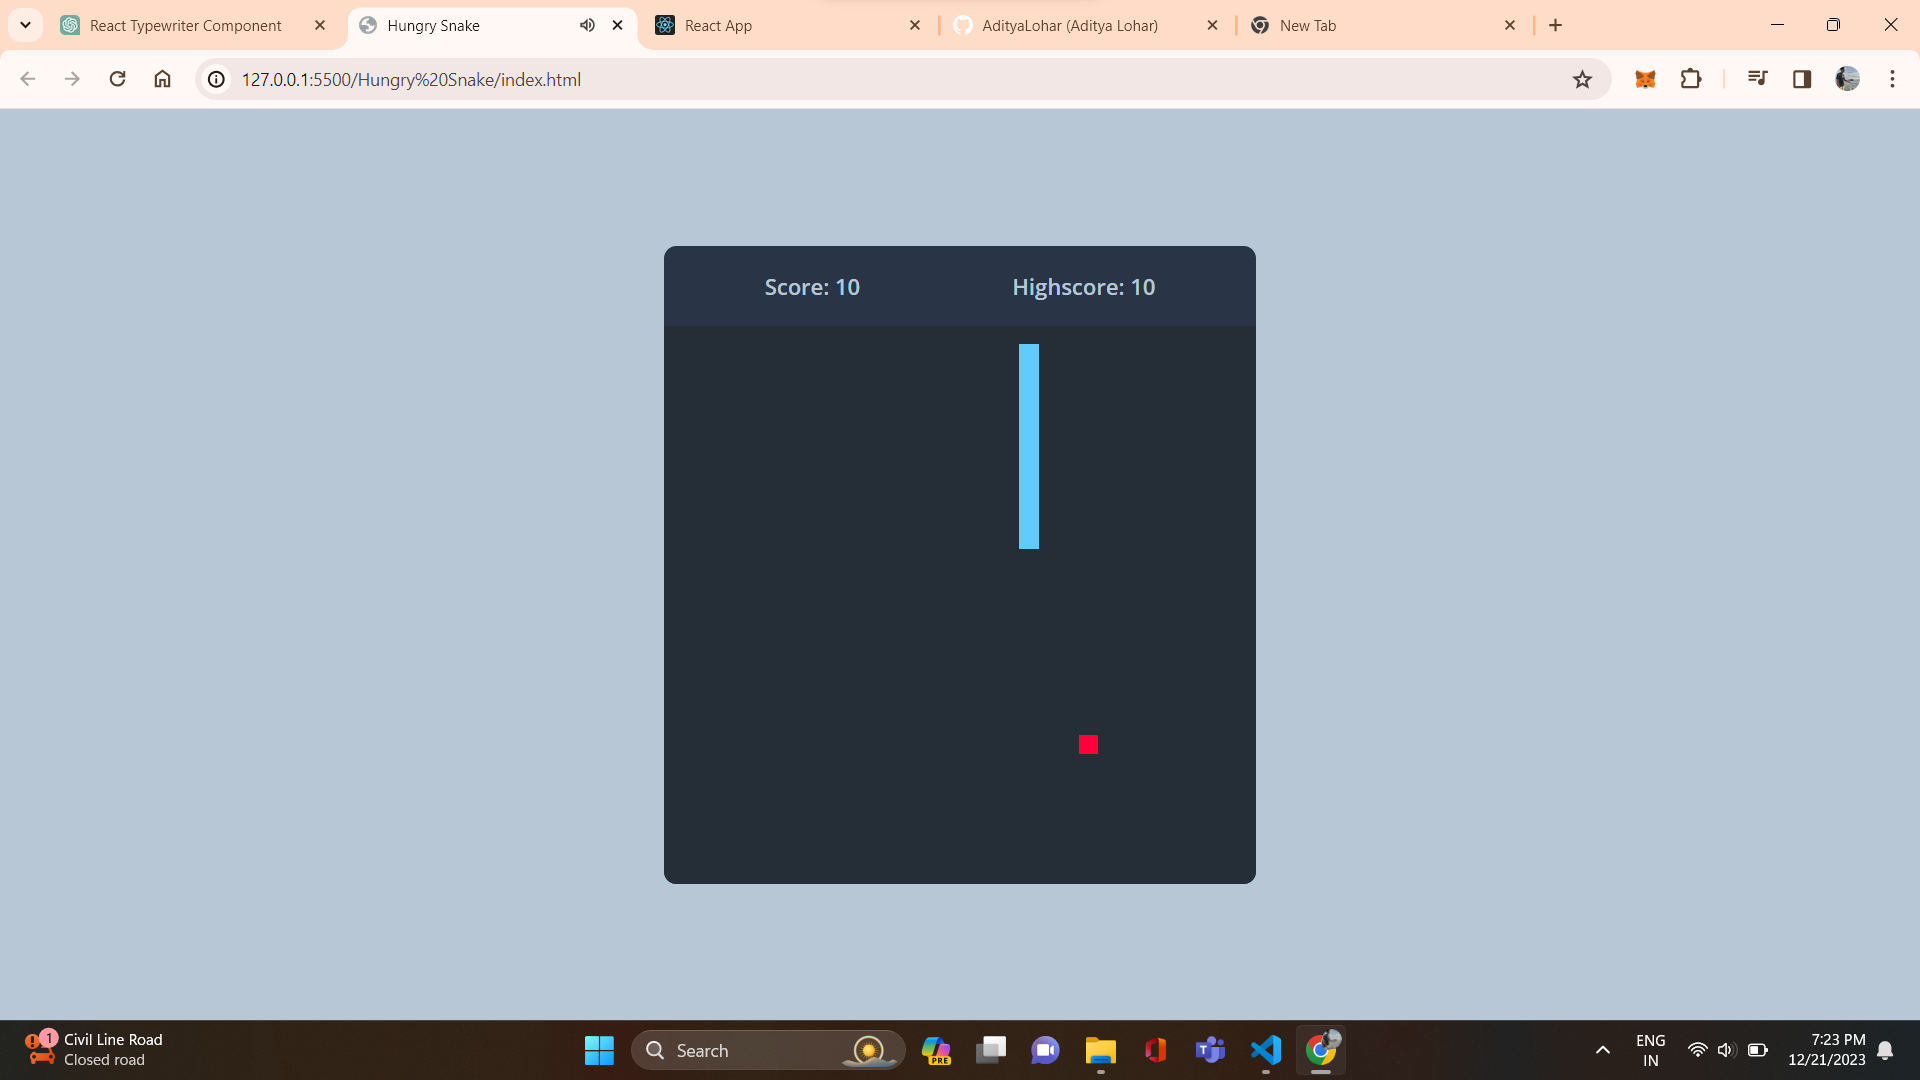 React Typewriter Component
Hungry Snake
React App
AdityaLohar (Aditya Lohar)
New Tab
127.0.0.1:5500/Hungry%20Snake/index.html
Score: 10
Highscore: 10
1
Civil Line Road
Closed road
Search
PRE
T
ENG
IN
7:23 PM
12/21/2023